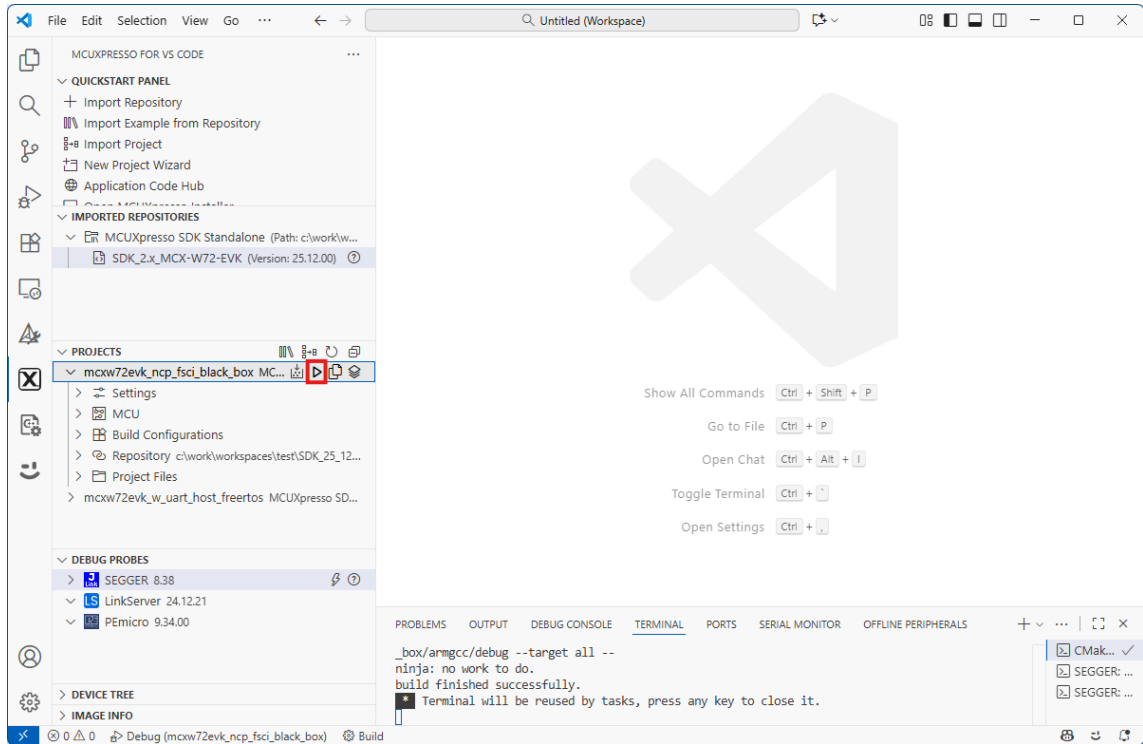 File Edit Selection View Go ··· Untitled (Workspace)
MCUXPRESSO FOR VS CODE ···
QUICKSTART PANEL
Import Repository
Import Example from Repository
Import Project
New Project Wizard
Application Code Hub
Open MCUXpresso Installer
IMPORTED REPOSITORIES
MCUXpresso SDK Standalone (Path: c:\work\w...
SDK_2.x_MCX-W72-EVK (Version: 25.12.00)
PROJECTS
mcxw72evk_ncp_fsci_black_box MC...
Settings
MCU
Build Configurations
Repository c:\work\workspaces\test\SDK_25_12...
Project Files
mcxw72evk_w_uart_host_freertos MCUXpresso SD...
DEBUG PROBES
J Link SEGGER 8.38
LS LinkServer 24.12.21
PEmicro 9.34.00
DEVICE TREE
IMAGE INFO
Show All Commands Ctrl + Shift + P
Go to File Ctrl + P
Open Chat Ctrl + Alt + I
Toggle Terminal Ctrl + `
Open Settings Ctrl + ,
PROBLEMS OUTPUT DEBUG CONSOLE TERMINAL PORTS SERIAL MONITOR OFFLINE PERIPHERALS
_box/armgcc/debug --target all --
ninja: no work to do.
build finished successfully.
* Terminal will be reused by tasks, press any key to close it.
CMak...
SEGGER: ...
SEGGER: ...
0 0 Debug (mcxw72evk_ncp_fsci_black_box) Build